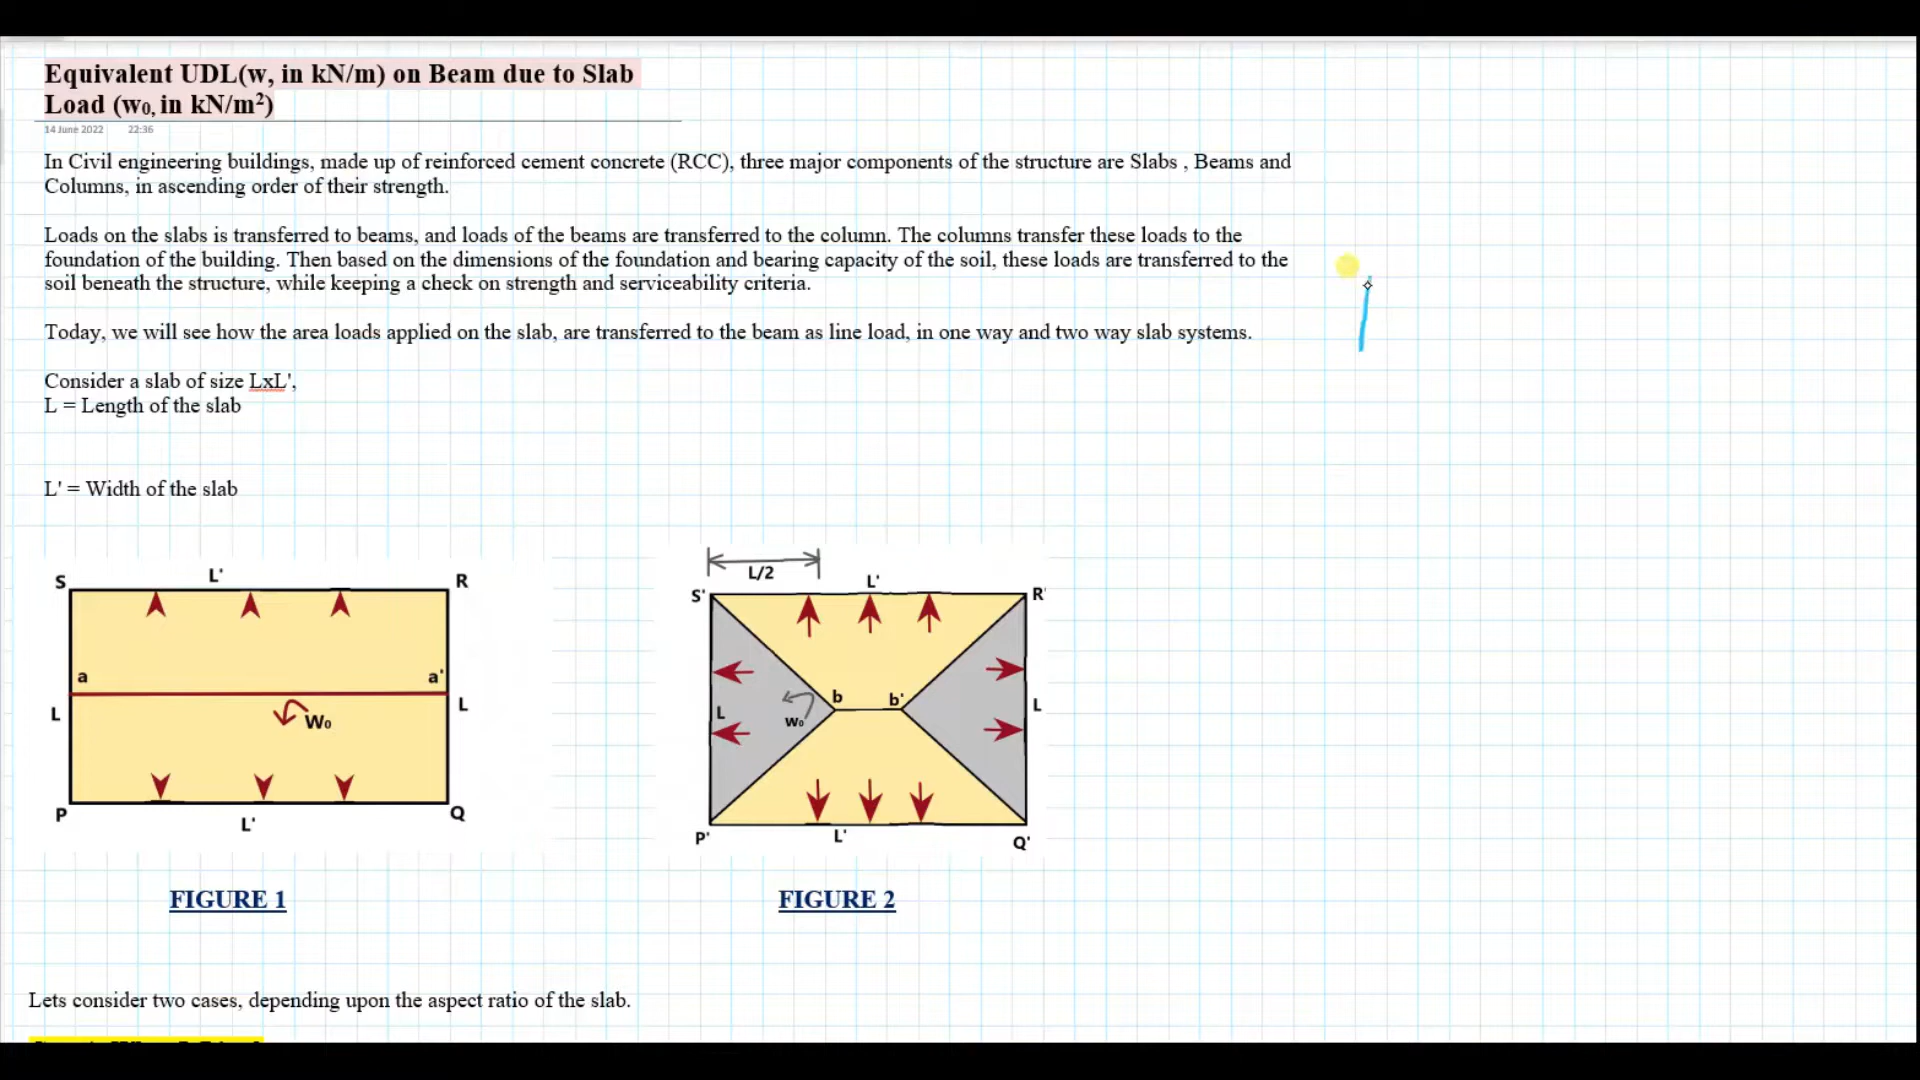 Equivalent UDL(w, in kN/m) on Beam due to Slab
Load (w₀, in kN/m²)
14 June 2022 22:36
In Civil engineering buildings, made up of reinforced cement concrete (RCC), three major components of the structure are Slabs , Beams and
Columns, in ascending order of their strength.
Loads on the slabs is transferred to beams, and loads of the beams are transferred to the column. The columns transfer these loads to the
foundation of the building. Then based on the dimensions of the foundation and bearing capacity of the soil, these loads are transferred to the
soil beneath the structure, while keeping a check on strength and serviceability criteria.
Today, we will see how the area loads applied on the slab, are transferred to the beam as line load, in one way and two way slab systems.
Consider a slab of size LxL',
L = Length of the slab
L' = Width of the slab
S L' R
a a'
L L
W₀
P L' Q
L/2
S' L' R'
b b'
L L
w₀
P' L' Q'
FIGURE 1 FIGURE 2
Lets consider two cases, depending upon the aspect ratio of the slab.